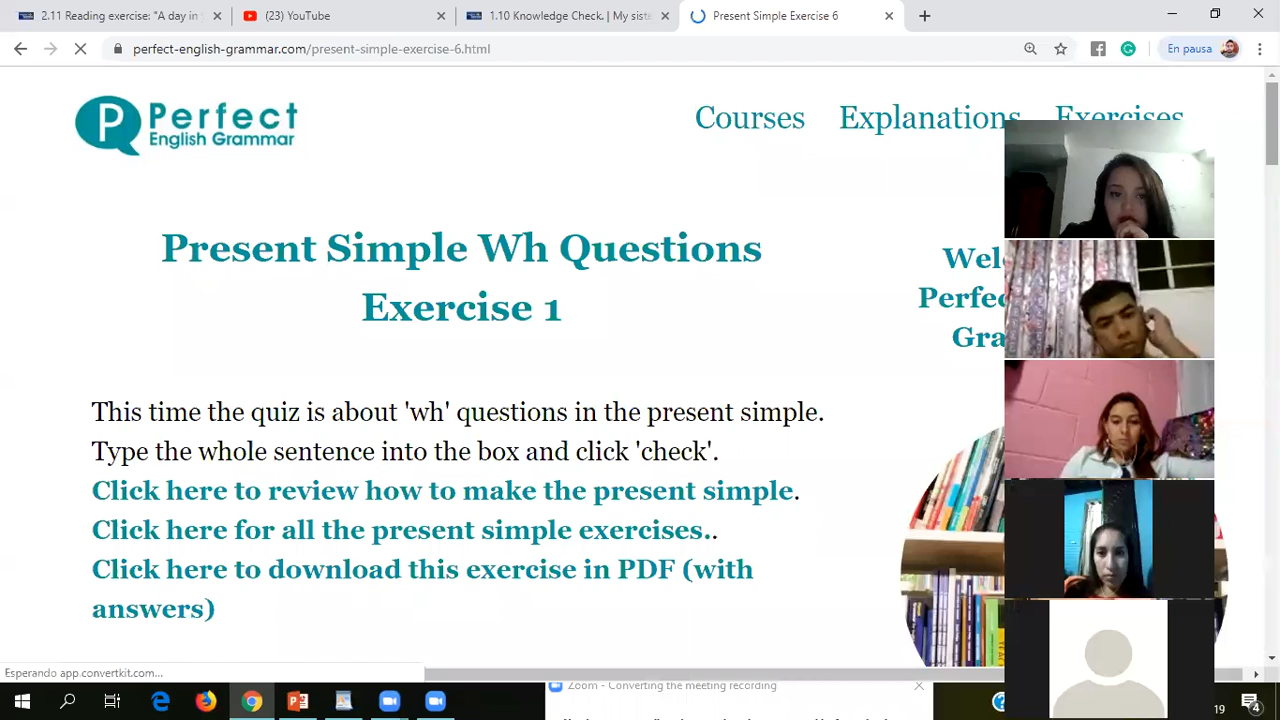 2.11 Reading exercise: "A day in
(23) YouTube
1.10 Knowledge Check. | My siste
Present Simple Exercise 6
perfect-english-grammar.com/present-simple-exercise-6.html
En pausa
P Perfect
English Grammar
Courses Explanations Exercises
Present Simple Wh Questions
Exercise 1
Wel
Perfec
Gra
This time the quiz is about 'wh' questions in the present simple.
Type the whole sentence into the box and click 'check'.
Click here to review how to make the present simple.
Click here for all the present simple exercises..
Click here to download this exercise in PDF (with
answers)
Esperando app.convertkit.com...
Zoom - Converting the meeting recording
19
4